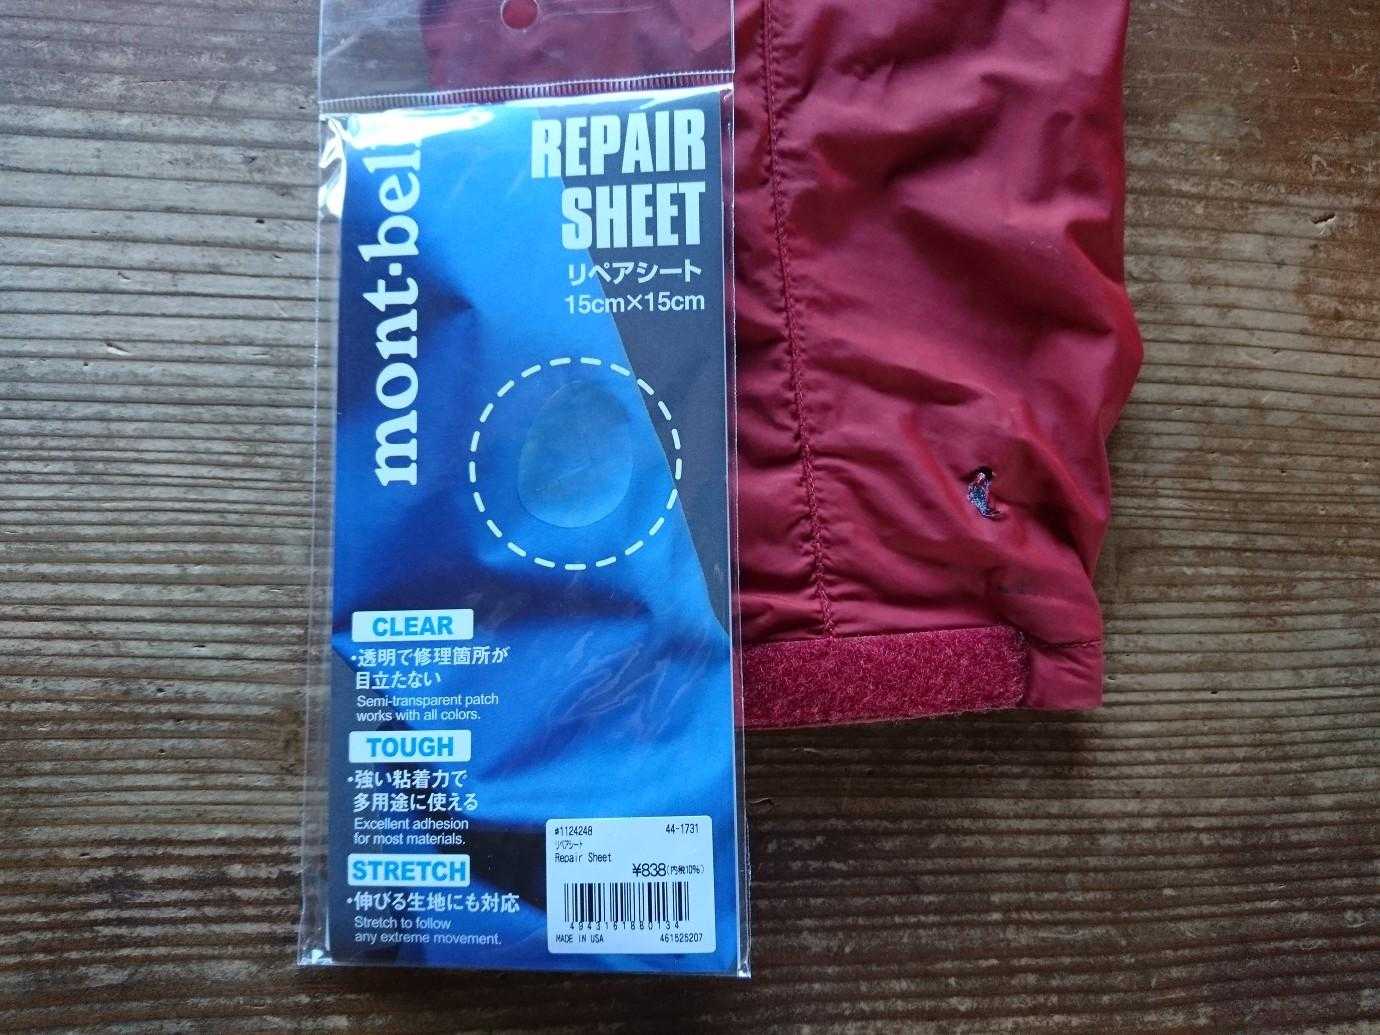 mont-bell
REPAIR
SHEET
リペアシート
15cm×15cm
CLEAR
・透明で修理箇所が
目立たない
Semi-transparent patch
works with all colors.
TOUGH
・強い粘着力で
多用途に使える
Excellent adhesion
for most materials.
STRETCH
・伸びる生地にも対応
Stretch to follow
any extreme movement.
#1124248 44-1731
リペアシート
Repair Sheet
¥838(内税10%)
4943161880134
MADE IN USA 461525207